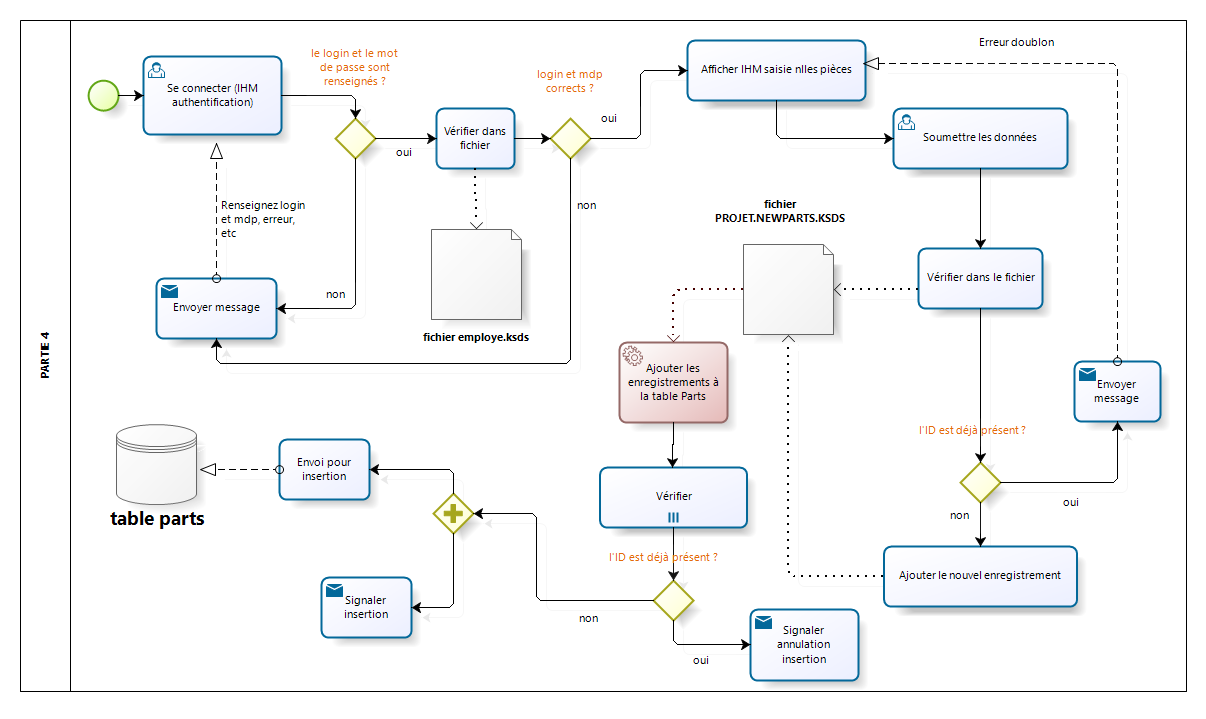 PARTE 4
Se connecter (IHM
authentification)
le login et le mot
de passe sont
renseignés ?
oui
non
Renseignez login
et mdp, erreur,
etc
Envoyer message
Vérifier dans
fichier
fichier employe.ksds
login et mdp
corrects ?
oui
non
Afficher IHM saisie nlles pièces
Erreur doublon
Soumettre les données
Vérifier dans le fichier
fichier
PROJET.NEWPARTS.KSDS
Envoyer
message
l'ID est déjà présent ?
oui
non
Ajouter le nouvel enregistrement
Ajouter les
enregistrements à
la table Parts
Vérifier
l'ID est déjà présent ?
non
oui
Signaler
annulation
insertion
Envoi pour
insertion
table parts
Signaler
insertion